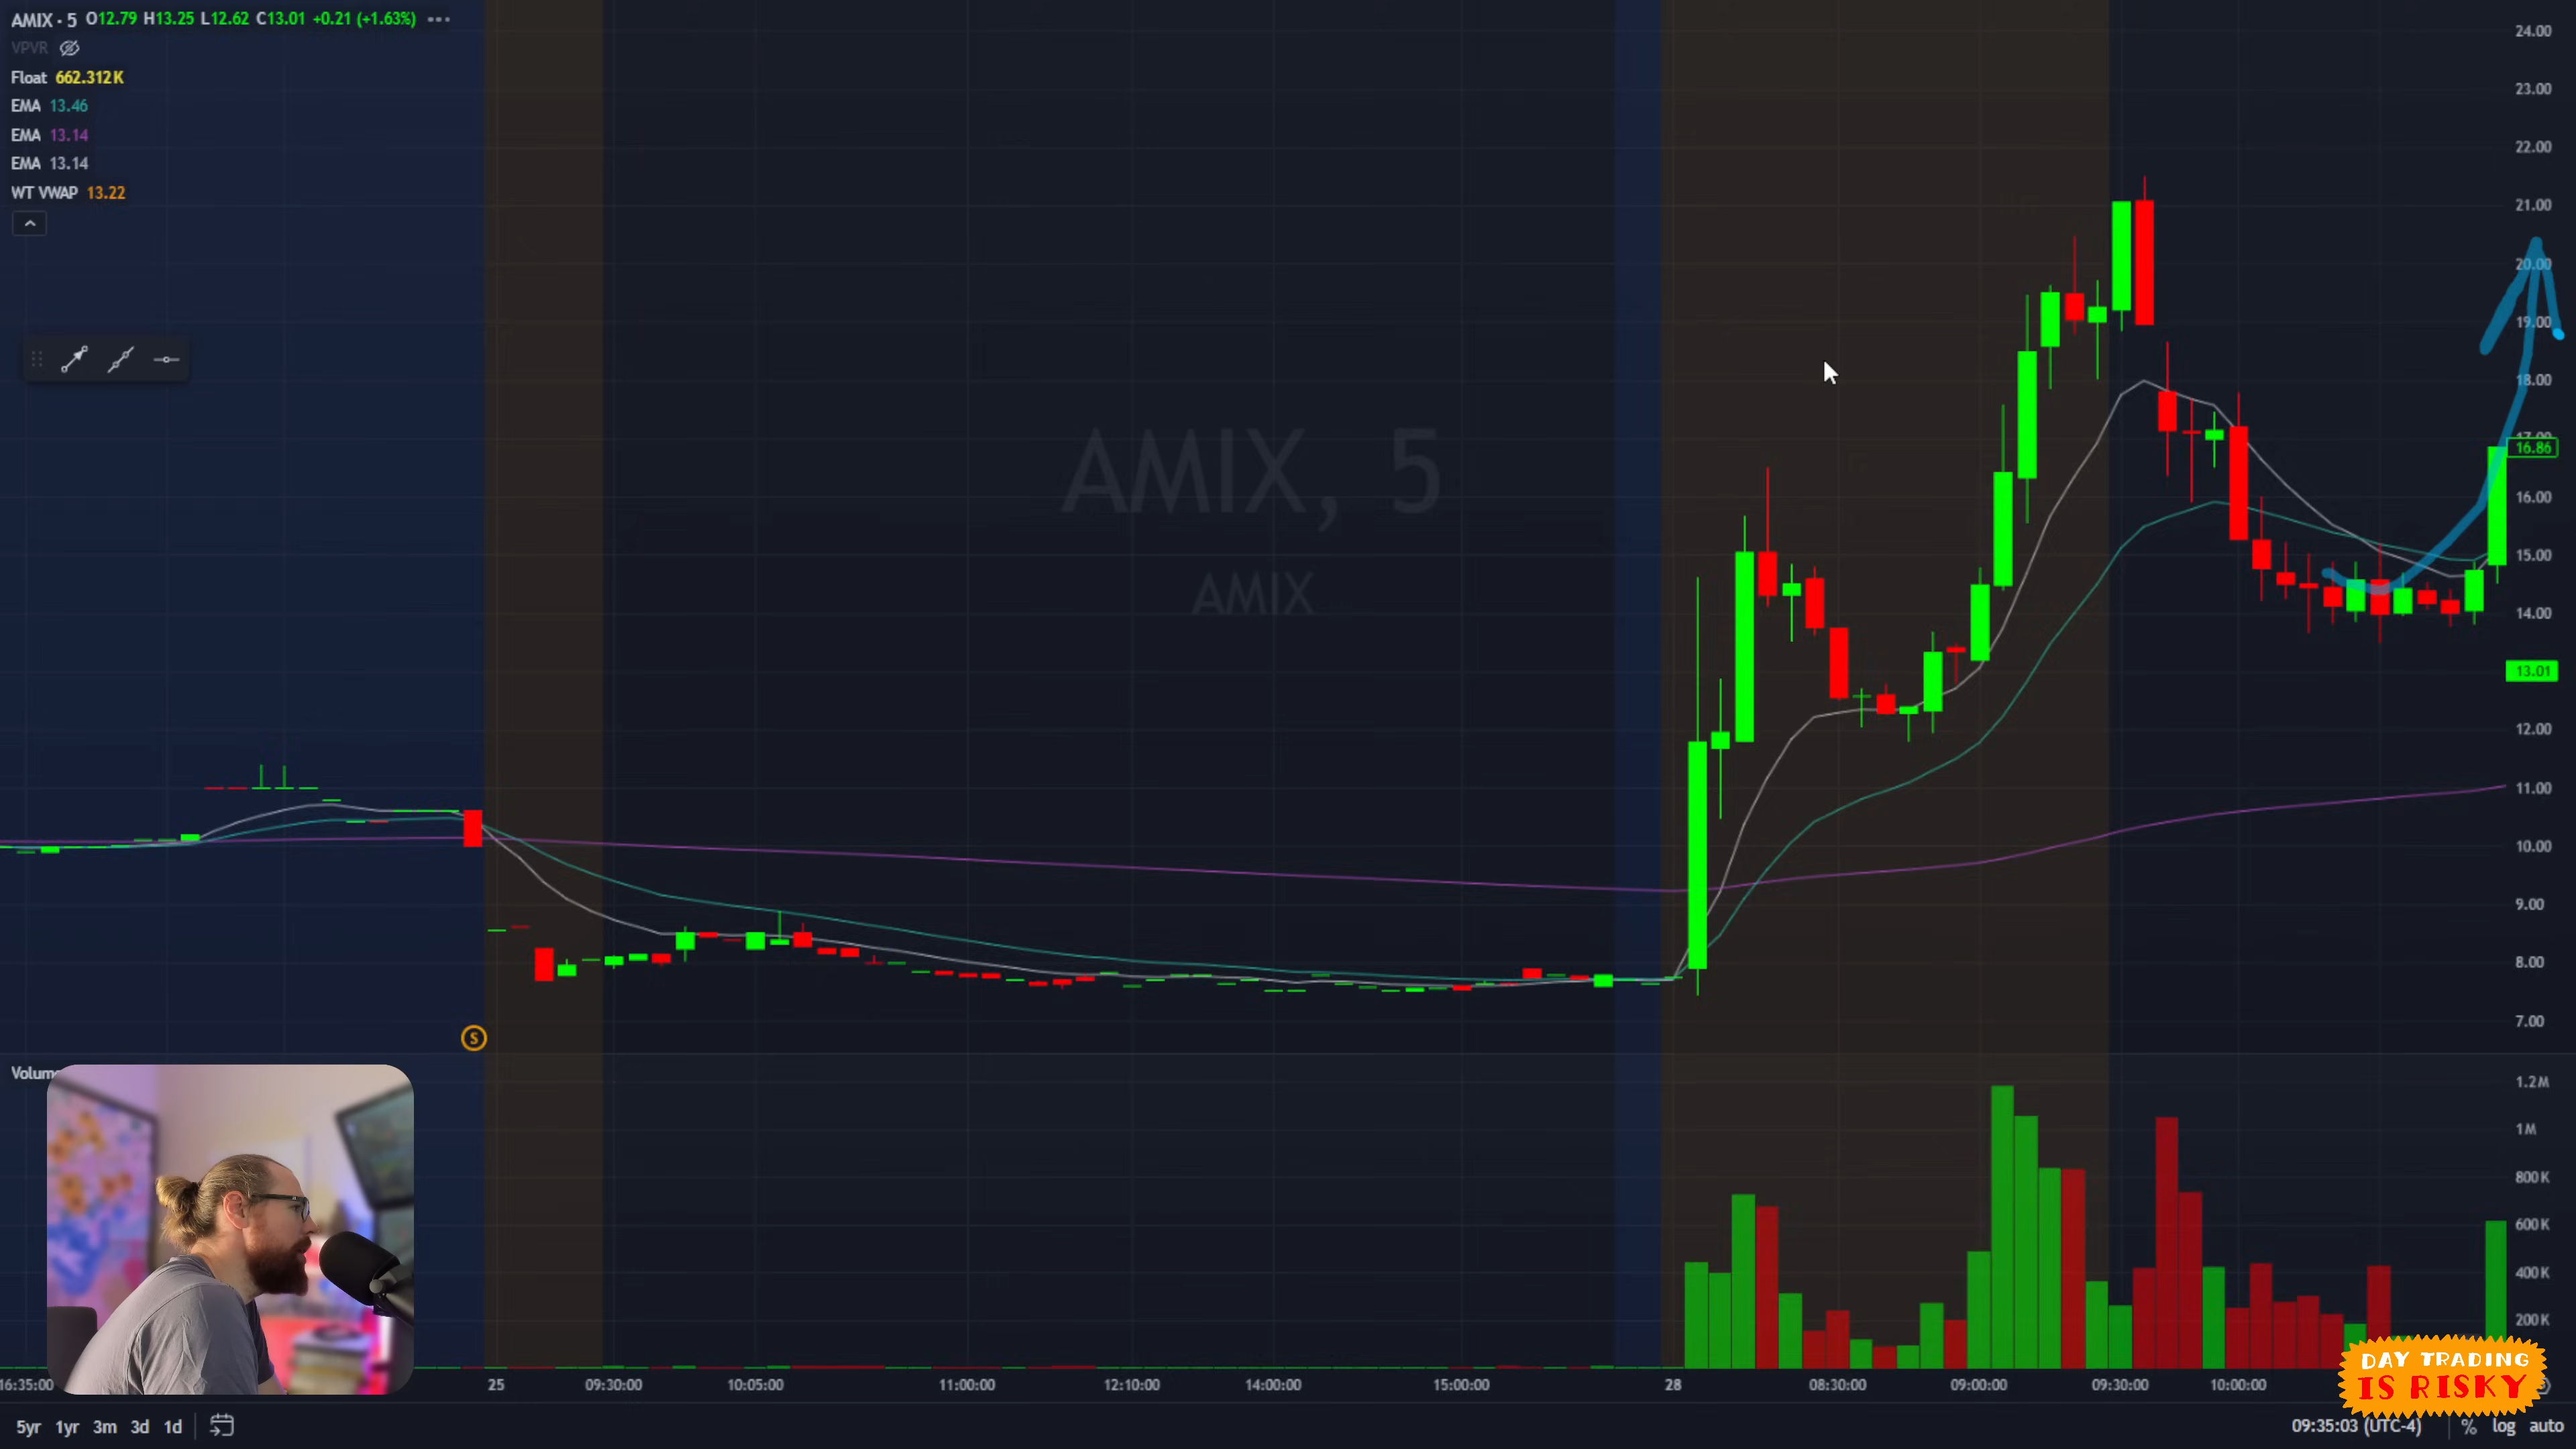 AMIX · 5 O12.79 H13.25 L12.62 C13.01 +0.21 (+1.63%)
VPVR
Float 662.312K
EMA 13.46
EMA 13.14
EMA 13.14
WT VWAP 13.22
AMIX, 5
AMIX
24.00
23.00
22.00
21.00
20.00
19.00
18.00
17.00
16.86
16.00
15.00
14.00
13.01
12.00
11.00
10.00
9.00
8.00
7.00
S
1.2M
1M
800K
600K
400K
200K
16:35:00 25 09:30:00 10:05:00 11:00:00 12:10:00 14:00:00 15:00:00 28 08:30:00 09:00:00 09:30:00 10:00:00
DAY TRADING
IS RISKY
5yr 1yr 3m 3d 1d 09:35:03 (UTC-4) % log auto